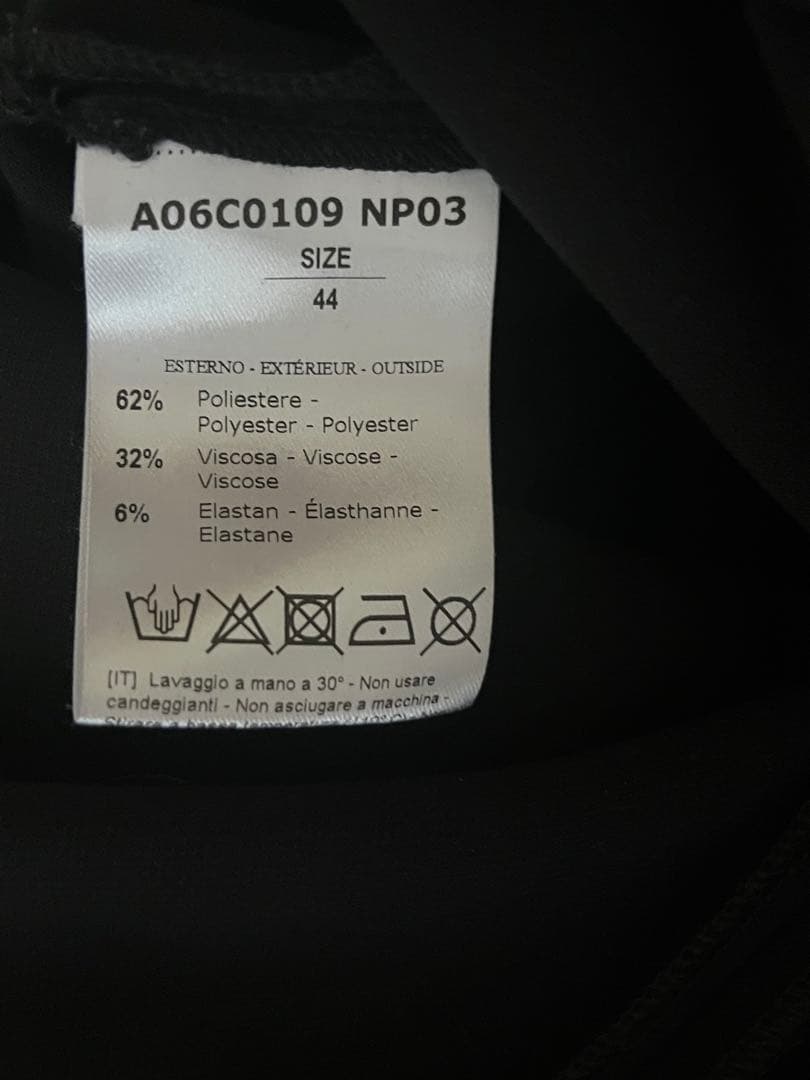 A06C0109 NP03
SIZE
44
ESTERNO - EXTÉRIEUR - OUTSIDE
62% Poliestere -
Polyester - Polyester
32% Viscosa - Viscose -
Viscose
6% Elastan - Élasthanne -
Elastane
[IT] Lavaggio a mano a 30° - Non usare
candeggianti - Non asciugare a macchina -